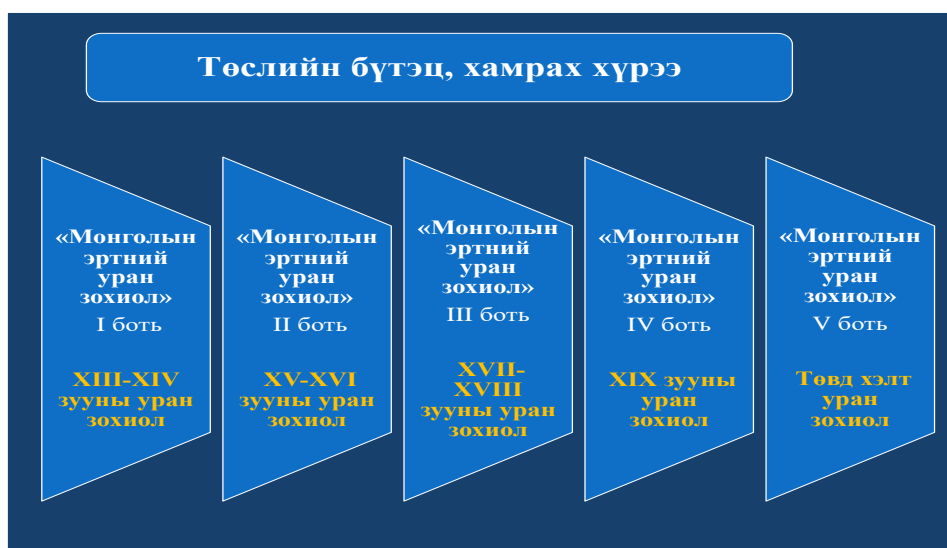 Төслийн бүтэц, хамрах хүрээ
«Монголын
эртний
уран
зохиол»
I боть
XIII-XIV
зууны уран
зохиол
«Монголын
эртний
уран
зохиол»
II боть
XV-XVI
зууны уран
зохиол
«Монголын
эртний
уран
зохиол»
III боть
XVII-
XVIII
зууны уран
зохиол
«Монголын
эртний
уран
зохиол»
IV боть
XIX зууны
уран
зохиол
«Монголын
эртний
уран
зохиол»
V боть
Төвд хэлт
уран
зохиол